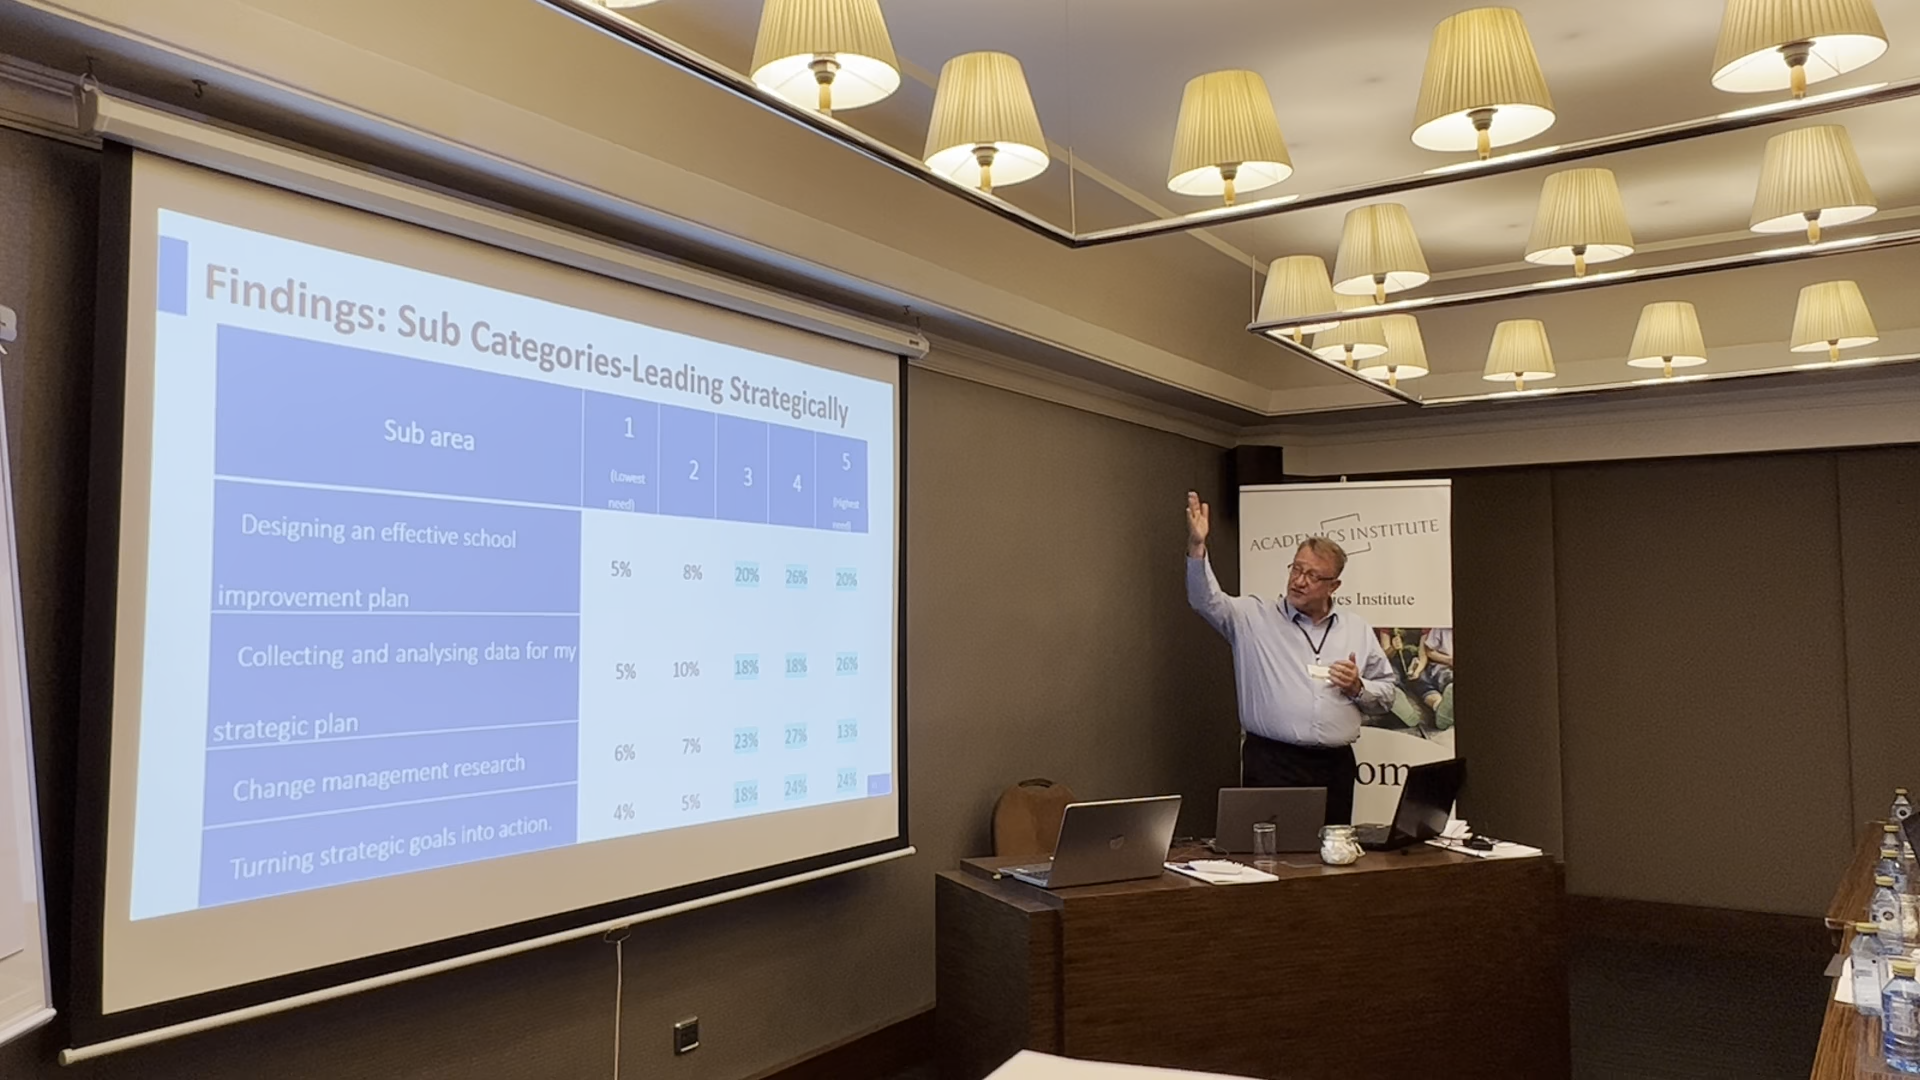 Findings: Sub Categories-Leading Strategically
Sub area
1
(Lowest
need)
2
3
4
5
(Highest
need)
Designing an effective school
improvement plan
5% 8% 20% 26% 20%
Collecting and analysing data for my
strategic plan
5% 10% 18% 18% 26%
Change management research
6% 7% 23% 27% 13%
Turning strategic goals into action.
4% 5% 18% 24% 24%
ACADEMICS INSTITUTE
Institute